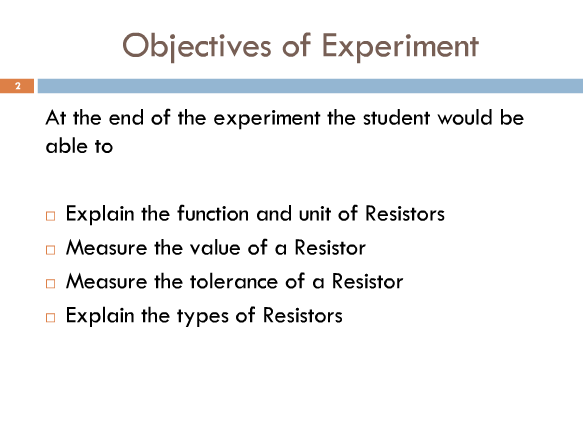 Objectives of Experiment
2
At the end of the experiment the student would be
able to
Explain the function and unit of Resistors
Measure the value of a Resistor
Measure the tolerance of a Resistor
Explain the types of Resistors